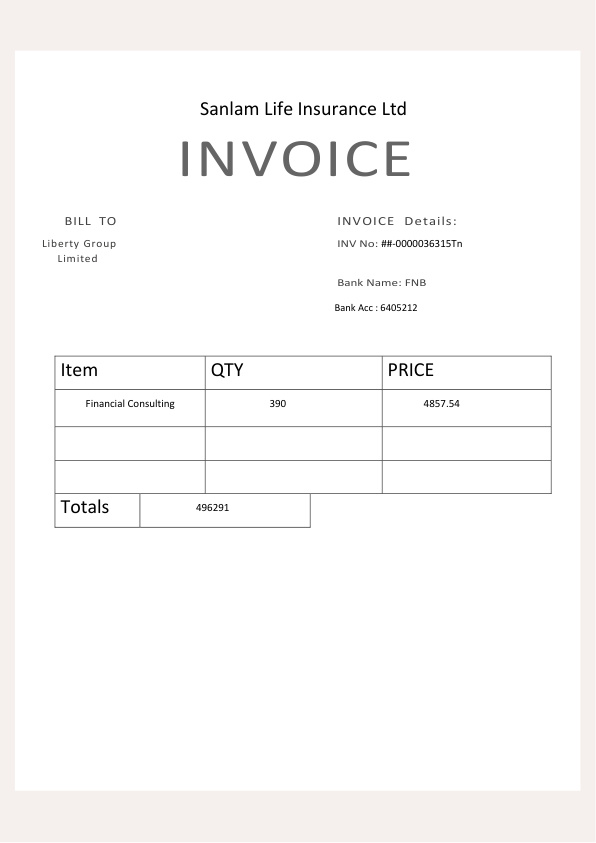 Sanlam Life Insurance Ltd
INVOICE
BILL TO
Liberty Group
Limited
INVOICE Details:
INV No: ##-0000036315Tn
Bank Name: FNB
Bank Acc : 6405212
Item QTY PRICE
Financial Consulting 390 4857.54
Totals 496291